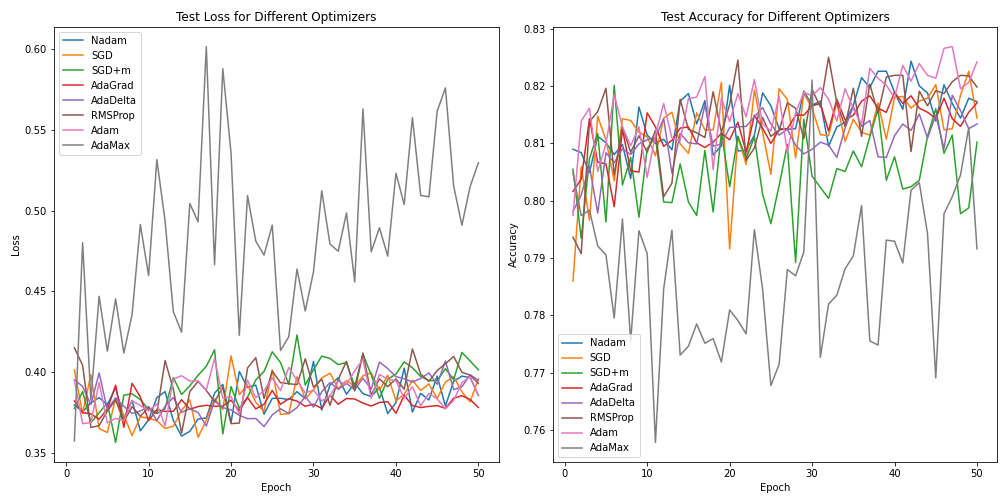 Test Loss for Different Optimizers
0.60
0.55
0.50
0.45
0.40
0.35
Loss
0 10 20 30 40 50
Epoch
Nadam
SGD
SGD+m
AdaGrad
AdaDelta
RMSProp
Adam
AdaMax
Test Accuracy for Different Optimizers
0.83
0.82
0.81
0.80
0.79
0.78
0.77
0.76
Accuracy
0 10 20 30 40 50
Epoch
Nadam
SGD
SGD+m
AdaGrad
AdaDelta
RMSProp
Adam
AdaMax